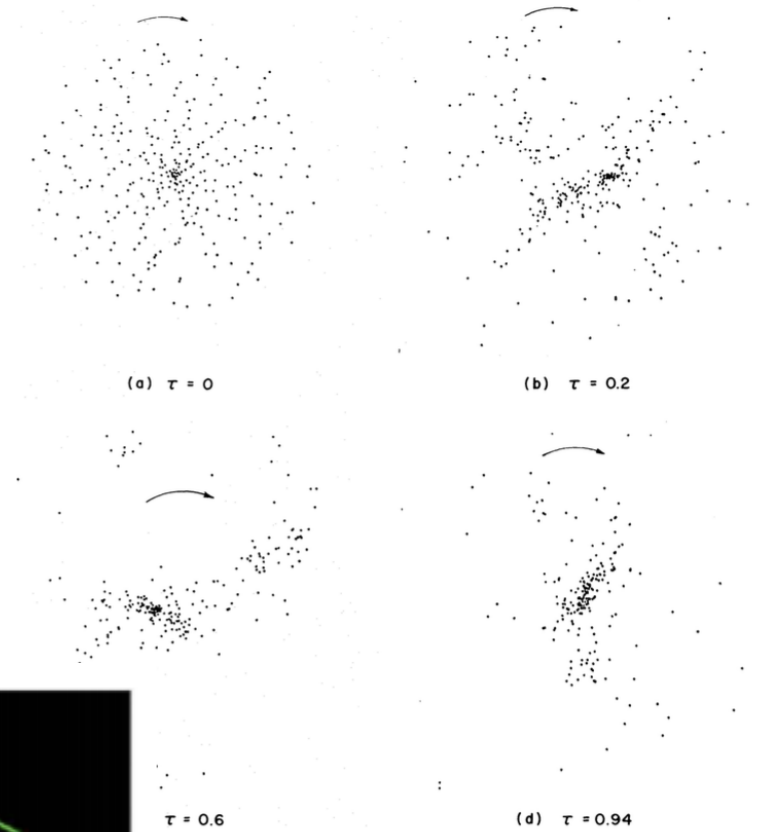 (a) τ = 0
(b) τ = 0.2
τ = 0.6
(d) τ = 0.94